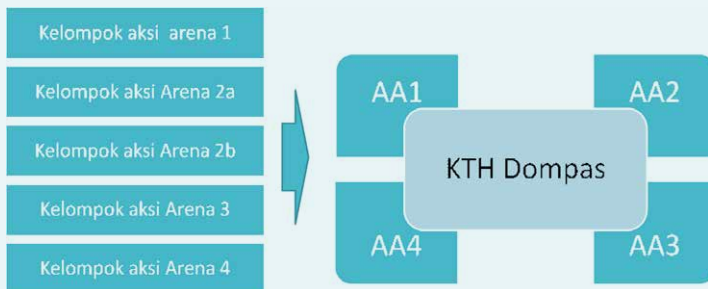 Kelompok aksi arena 1
Kelompok aksi Arena 2a
Kelompok aksi Arena 2b
Kelompok aksi Arena 3
Kelompok aksi Arena 4
AA1
AA2
KTH Dompas
AA4
AA3